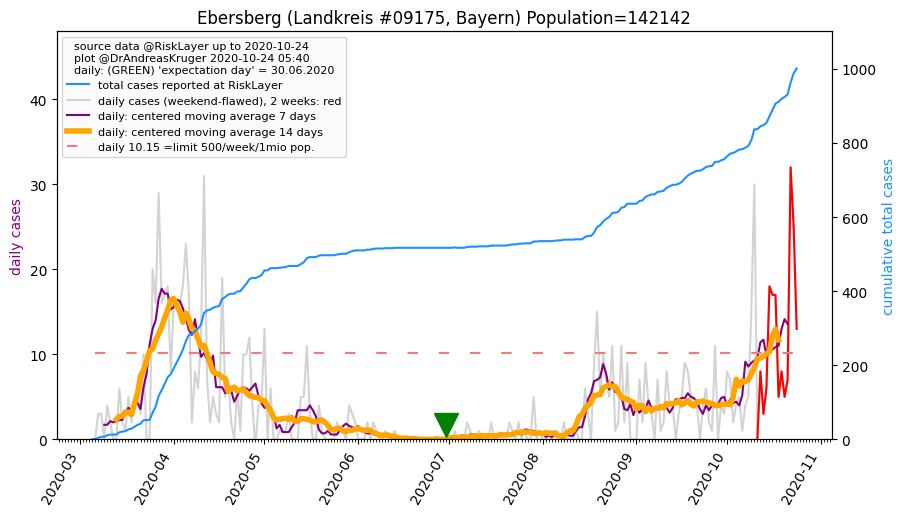 Ebersberg (Landkreis #09175, Bayern) Population=142142
source data @RiskLayer up to 2020-10-24
plot @DrAndreasKruger 2020-10-24 05:40
daily: (GREEN) 'expectation day' = 30.06.2020
total cases reported at RiskLayer
daily cases (weekend-flawed), 2 weeks: red
daily: centered moving average 7 days
daily: centered moving average 14 days
daily 10.15 =limit 500/week/1mio pop.
daily cases
40
30
20
10
0
cumulative total cases
1000
800
600
400
200
0
2020-03
2020-04
2020-05
2020-06
2020-07
2020-08
2020-09
2020-10
2020-11